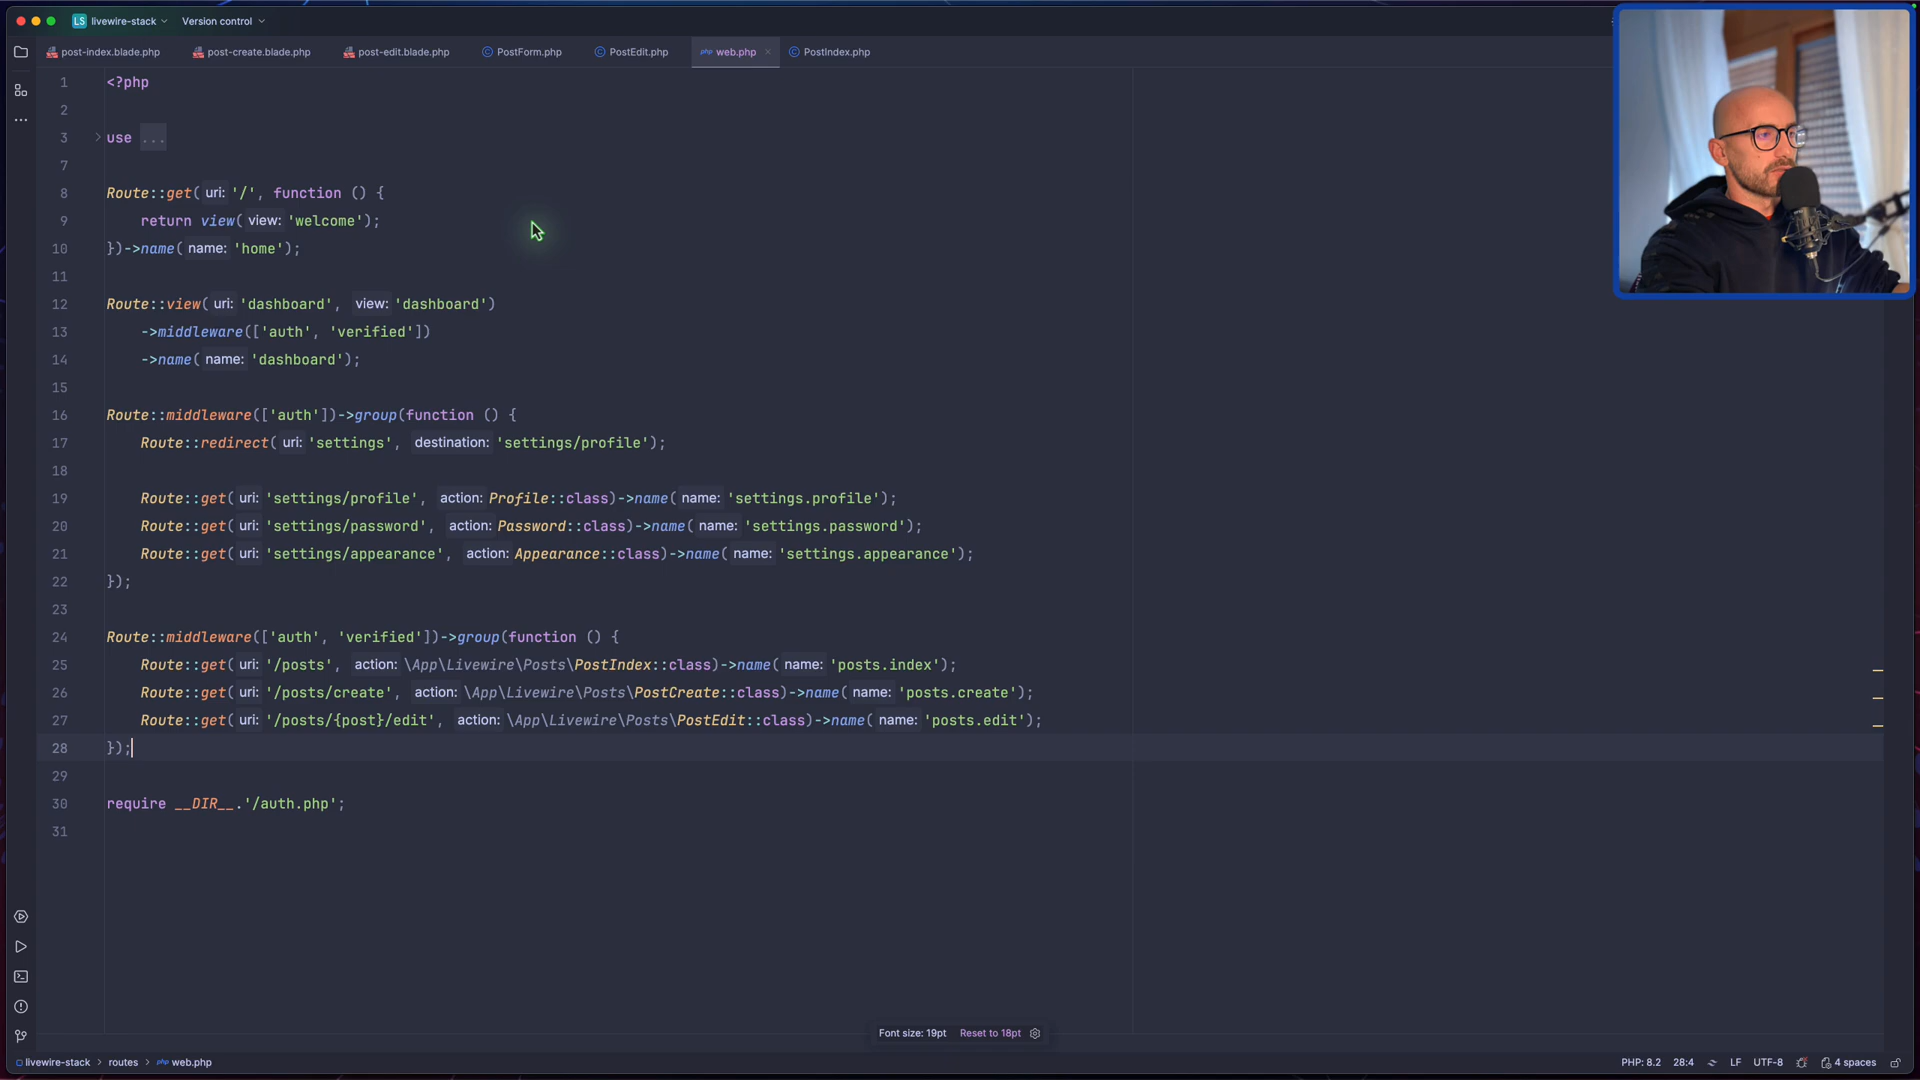 LS livewire-stack Version control
post-index.blade.php post-create.blade.php post-edit.blade.php PostForm.php PostEdit.php php web.php PostIndex.php
1 <?php
2
3 use ...
7
8 Route::get( uri: '/', function () {
9 return view( view: 'welcome');
10 })->name( name: 'home');
11
12 Route::view( uri: 'dashboard', view: 'dashboard')
13 ->middleware(['auth', 'verified'])
14 ->name( name: 'dashboard');
15
16 Route::middleware(['auth'])->group(function () {
17 Route::redirect( uri: 'settings', destination: 'settings/profile');
18
19 Route::get( uri: 'settings/profile', action: Profile::class)->name( name: 'settings.profile');
20 Route::get( uri: 'settings/password', action: Password::class)->name( name: 'settings.password');
21 Route::get( uri: 'settings/appearance', action: Appearance::class)->name( name: 'settings.appearance');
22 });
23
24 Route::middleware(['auth', 'verified'])->group(function () {
25 Route::get( uri: '/posts', action: \App\Livewire\Posts\PostIndex::class)->name( name: 'posts.index');
26 Route::get( uri: '/posts/create', action: \App\Livewire\Posts\PostCreate::class)->name( name: 'posts.create');
27 Route::get( uri: '/posts/{post}/edit', action: \App\Livewire\Posts\PostEdit::class)->name( name: 'posts.edit');
28 });
29
30 require __DIR__.'/auth.php';
31
Font size: 19pt Reset to 18pt
livewire-stack > routes > php web.php PHP: 8.2 28:4 LF UTF-8 4 spaces